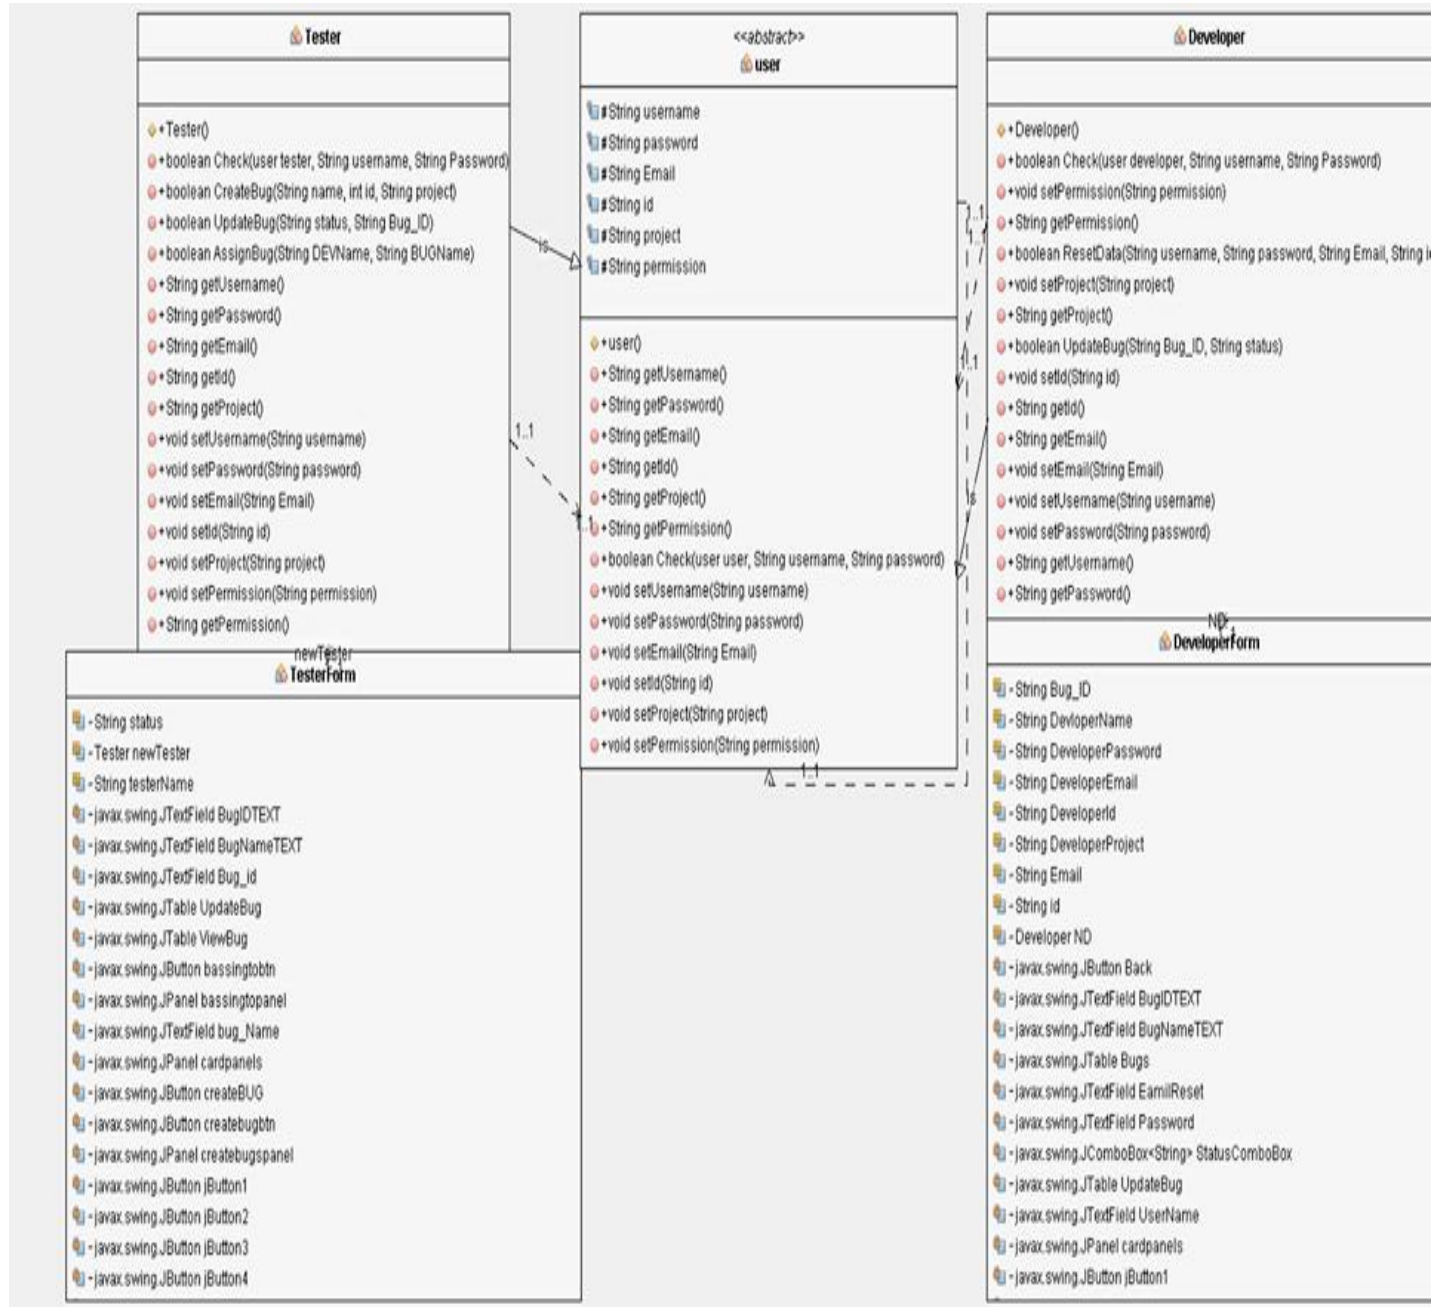 Tester
+Tester()
+boolean Check(user tester, String username, String Password)
+boolean CreateBug(String name, int id, String project)
+boolean UpdateBug(String status, String Bug_ID)
+boolean AssignBug(String DEVName, String BUGName)
+String getUsername()
+String getPassword()
+String getEmail()
+String getId()
+String getProject()
+void setUsername(String username)
+void setPassword(String password)
+void setEmail(String Email)
+void setId(String id)
+void setProject(String project)
+void setPermission(String permission)
+String getPermission()
newTester
TesterForm
-String status
-Tester newTester
-String testerName
-javax.swing.JTextField BugIDTEXT
-javax.swing.JTextField BugNameTEXT
-javax.swing.JTextField Bug_id
-javax.swing.JTable UpdateBug
-javax.swing.JTable ViewBug
-javax.swing.JButton bassingtobtn
-javax.swing.JPanel bassingtopanel
-javax.swing.JTextField bug_Name
-javax.swing.JPanel cardpanels
-javax.swing.JButton createBUG
-javax.swing.JButton createbugbtn
-javax.swing.JPanel createbugspanel
-javax.swing.JButton jButton1
-javax.swing.JButton jButton2
-javax.swing.JButton jButton3
-javax.swing.JButton jButton4
is
1..1
1..1
<<abstract>>
user
#String username
#String password
#String Email
#String id
#String project
#String permission
+user()
+String getUsername()
+String getPassword()
+String getEmail()
+String getId()
+String getProject()
+String getPermission()
+boolean Check(user user, String username, String password)
+void setUsername(String username)
+void setPassword(String password)
+void setEmail(String Email)
+void setId(String id)
+void setProject(String project)
+void setPermission(String permission)
1..1
1..1
1..1
is
1..1
Developer
+Developer()
+boolean Check(user developer, String username, String Password)
+void setPermission(String permission)
+String getPermission()
+boolean ResetData(String username, String password, String Email, String i
+void setProject(String project)
+String getProject()
+boolean UpdateBug(String Bug_ID, String status)
+void setId(String id)
+String getId()
+String getEmail()
+void setEmail(String Email)
+void setUsername(String username)
+void setPassword(String password)
+String getUsername()
+String getPassword()
ND
DeveloperForm
-String Bug_ID
-String DevloperName
-String DeveloperPassword
-String DeveloperEmail
-String DeveloperId
-String DeveloperProject
-String Email
-String id
-Developer ND
-javax.swing.JButton Back
-javax.swing.JTextField BugIDTEXT
-javax.swing.JTextField BugNameTEXT
-javax.swing.JTable Bugs
-javax.swing.JTextField EamilReset
-javax.swing.JTextField Password
-javax.swing.JComboBox<String> StatusComboBox
-javax.swing.JTable UpdateBug
-javax.swing.JTextField UserName
-javax.swing.JPanel cardpanels
-javax.swing.JButton jButton1